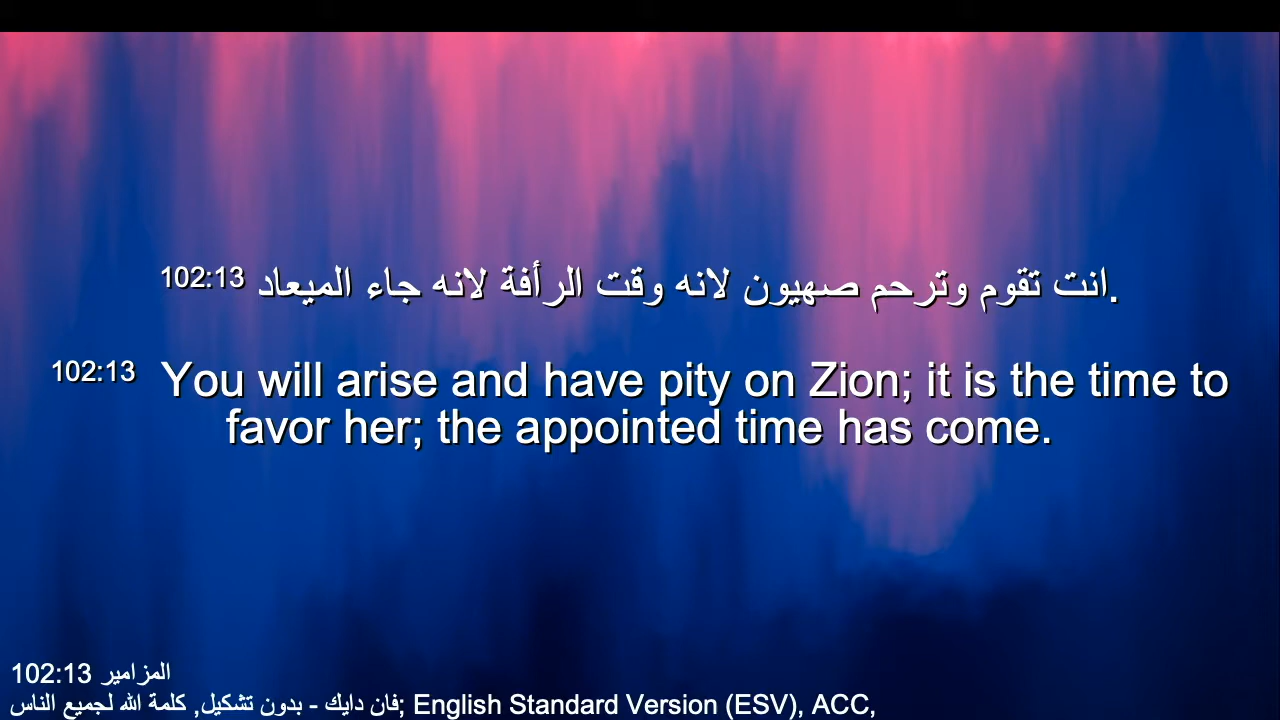 102:13 انت تقوم وترحم صهيون لانه وقت الرأفة لانه جاء الميعاد.
102:13 You will arise and have pity on Zion; it is the time to
favor her; the appointed time has come.
102:13 المزامير
فان دايك - بدون تشكيل, كلمة الله لجميع الناس; English Standard Version (ESV), ACC,